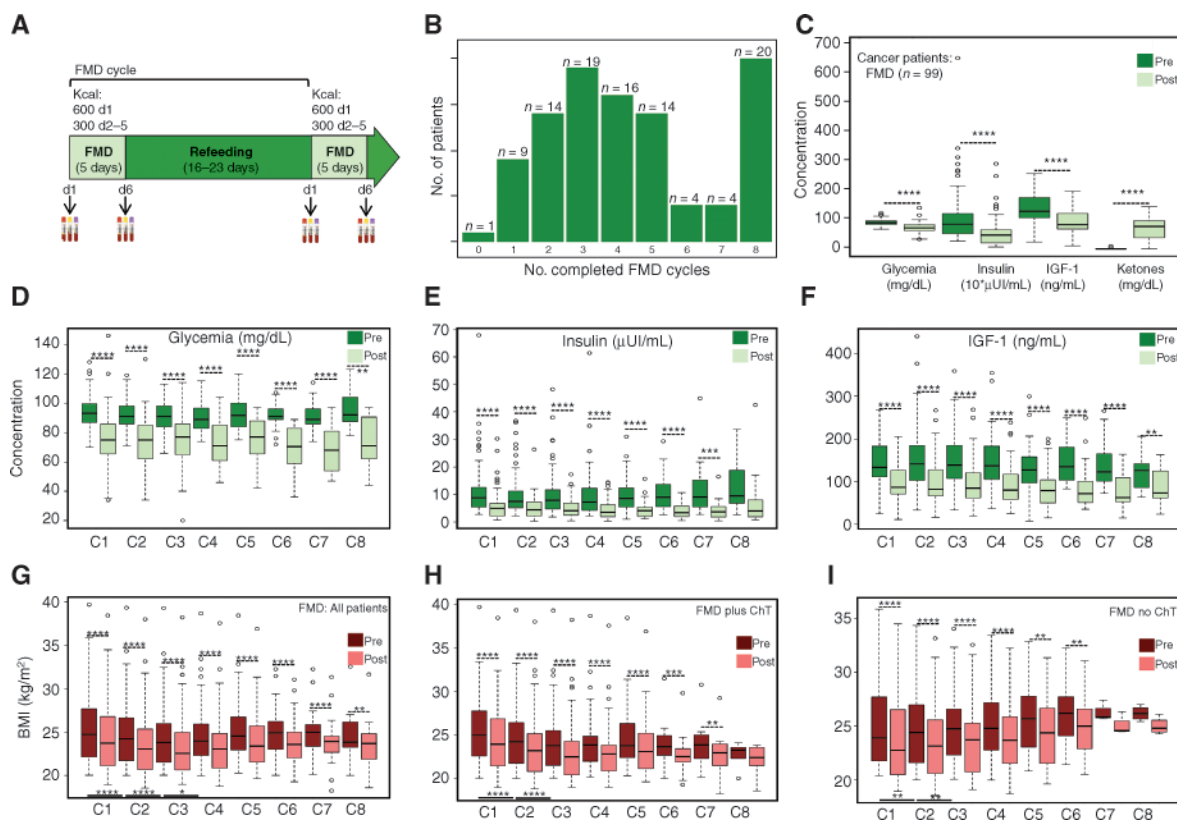 A
FMD cycle
Kcal:
600 d1
300 d2–5
Kcal:
600 d1
300 d2–5
FMD
(5 days)
Refeeding
(16–23 days)
FMD
(5 days)
d1
d6
d1
d6
B
No. of patients
n = 1
n = 9
n = 14
n = 19
n = 16
n = 14
n = 4
n = 4
n = 20
0 1 2 3 4 5 6 7 8
No. completed FMD cycles
C
Concentration
700
600
500
400
300
200
100
0
Cancer patients:
FMD (n = 99)
Pre
Post
****
****
****
****
Glycemia
(mg/dL)
Insulin
(10*μUI/mL)
IGF-1
(ng/mL)
Ketones
(mg/dL)
D
Glycemia (mg/dL)
Concentration
140
120
100
80
60
40
20
Pre
Post
**** **** **** **** **** **** **** **
C1 C2 C3 C4 C5 C6 C7 C8
E
Insulin (μUI/mL)
70
60
50
40
30
20
10
0
Pre
Post
**** **** **** **** **** **** ***
C1 C2 C3 C4 C5 C6 C7 C8
F
IGF-1 (ng/mL)
400
300
200
100
0
Pre
Post
**** **** **** **** **** **** **** **
C1 C2 C3 C4 C5 C6 C7 C8
G
FMD: All patients
BMI (kg/m2)
40
35
30
25
20
Pre
Post
**** **** **** **** **** **** **** **
**** **** *
C1 C2 C3 C4 C5 C6 C7 C8
H
FMD plus ChT
40
35
30
25
20
Pre
Post
**** **** **** **** **** *** **
**** ****
C1 C2 C3 C4 C5 C6 C7 C8
I
FMD no ChT
35
30
25
20
Pre
Post
**** **** **** **** ** **
** **
C1 C2 C3 C4 C5 C6 C7 C8